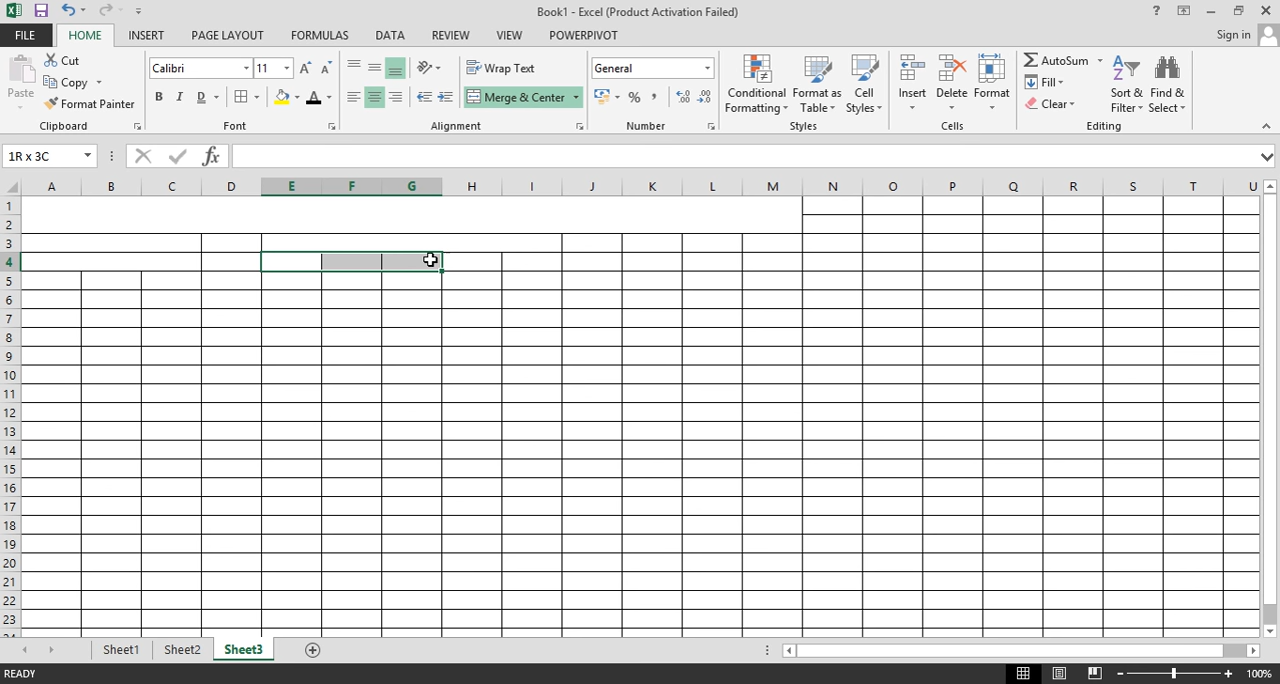 Book1 - Excel (Product Activation Failed)
?
FILE HOME INSERT PAGE LAYOUT FORMULAS DATA REVIEW VIEW POWERPIVOT Sign in
Paste
Cut
Copy
Format Painter
Clipboard
Calibri 11
B I D
A A
Font
Wrap Text
Merge & Center
Alignment
General
% ,
Number
Conditional Formatting
Format as Table
Cell Styles
Styles
Insert
Delete
Format
Cells
AutoSum
Fill
Clear
Sort & Filter
Find & Select
Editing
1R x 3C fx
A B C D E F G H I J K L M N O P Q R S T U
1
2
3
4
5
6
7
8
9
10
11
12
13
14
15
16
17
18
19
20
21
22
23
24
Sheet1 Sheet2 Sheet3
READY 100%